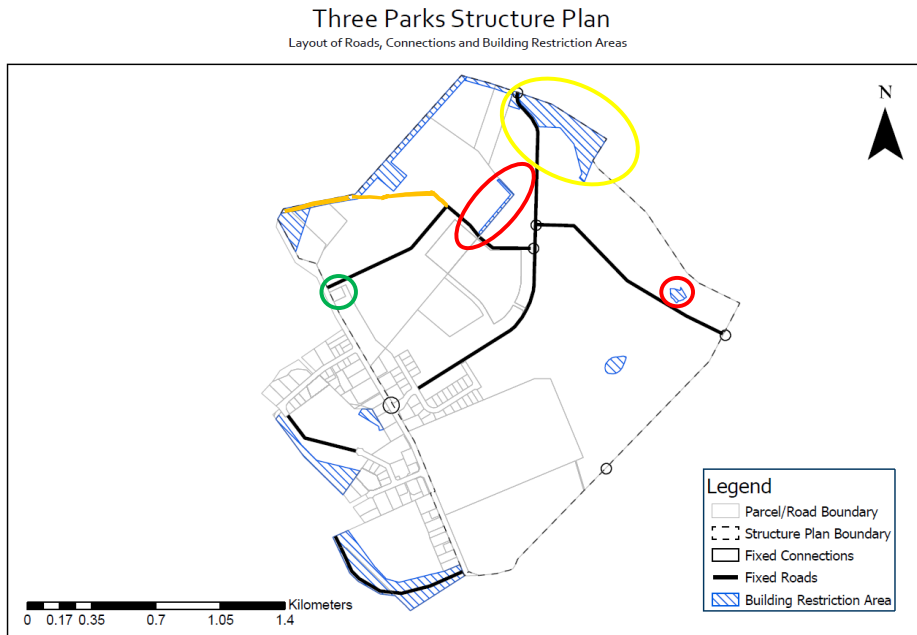 Three Parks Structure Plan
Layout of Roads, Connections and Building Restriction Areas
N
Legend
Parcel/Road Boundary
Structure Plan Boundary
Fixed Connections
Fixed Roads
Building Restriction Area
Kilometers
0 0.17 0.35 0.7 1.05 1.4